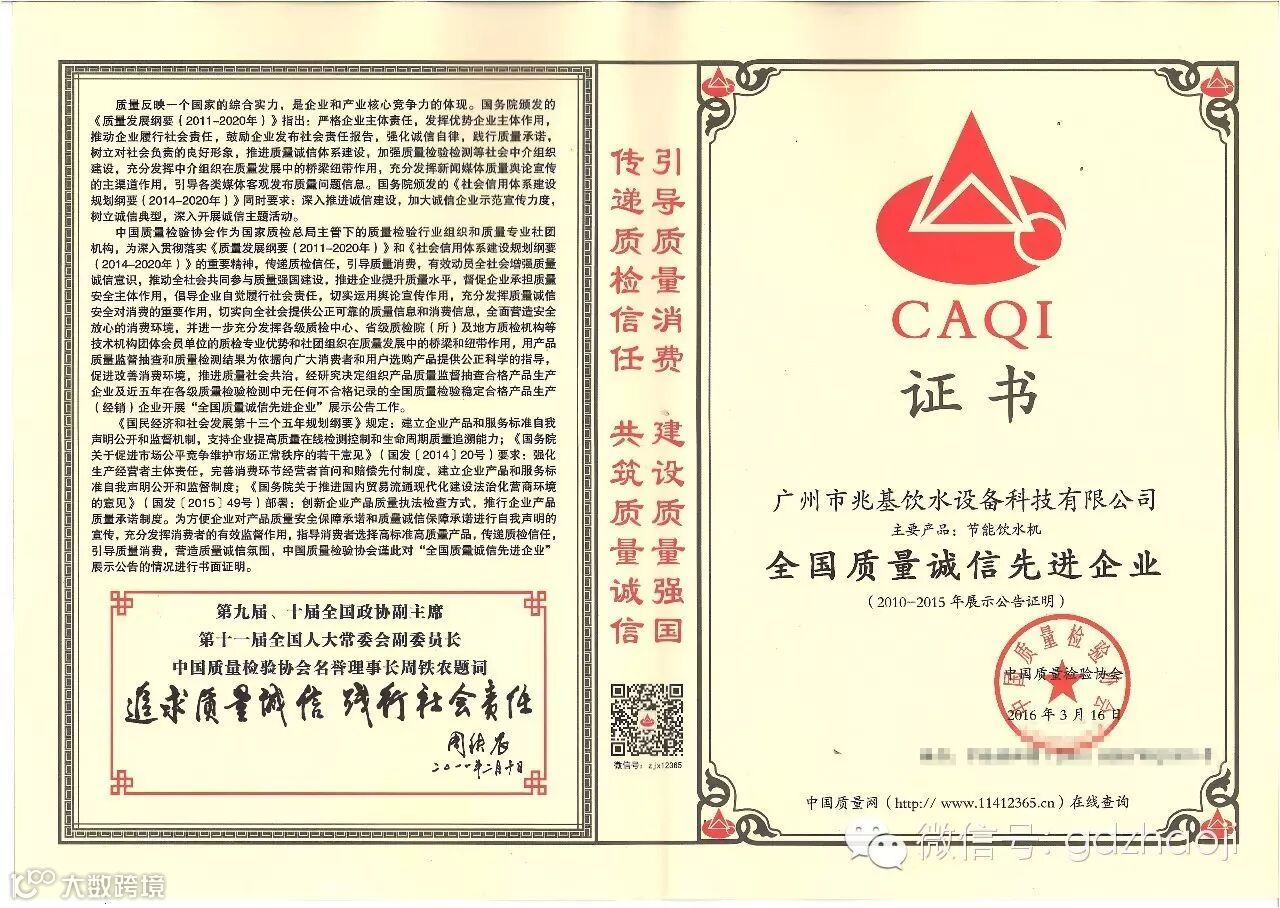 质量反映一个国家的综合实力，是企业和产业核心竞争力的体现。国务院颁发的
《质量发展纲要（2011-2020年）》指出：严格企业主体责任，发挥优势企业主体作用，
推动企业履行社会责任，鼓励企业发布社会责任报告，强化诚信自律，践行质量承诺，
树立对社会负责的良好形象，推进质量诚信体系建设，加强质量检验检测等社会中介组织
建设，充分发挥中介组织在质量发展中的桥梁纽带作用，充分发挥新闻媒体质量舆论宣传
的主渠道作用，引导各类媒体客观发布质量问题信息。国务院颁发的《社会信用体系建设
规划纲要（2014-2020年）》同时要求：深入推进诚信建设，加大诚信企业示范宣传力度，
树立诚信典型，深入开展诚信主题活动。
中国质量检验协会作为国家质检总局主管下的质量检验行业组织和质量专业社团
机构，为深入贯彻落实《质量发展纲要（2011-2020年）》和《社会信用体系建设规划纲要
（2014-2020年）》的重要精神，传递质检信任，引导质量消费，有效动员全社会增强质量
诚信意识，推动全社会共同参与质量强国建设，推进企业提升质量水平，督促企业承担质量
安全主体作用，倡导企业自觉履行社会责任，切实运用舆论宣传作用，充分发挥质量诚信
安全对消费的重要作用，切实向全社会提供公正可靠的质量信息和消费信息，全面营造安全
放心的消费环境，并进一步充分发挥各级质检中心、省级质检院（所）及地方质检机构等
技术机构团体会员单位的质检专业优势和社团组织在质量发展中的桥梁和纽带作用，用产品
质量监督抽查和质量检测结果为依据向广大消费者和用户选购产品提供公正科学的指导，
促进改善消费环境，推进质量社会共治，经研究决定组织产品质量监督抽查合格产品生产
企业及近五年在各级质量检验检测中无任何不合格记录的全国质量检验稳定合格产品生产
（经销）企业开展“全国质量诚信先进企业”展示公告工作。
《国民经济和社会发展第十三个五年规划纲要》规定：建立企业产品和服务标准自我
声明公开和监督机制，支持企业提高质量在线检测控制和生命周期质量追溯能力；《国务院
关于促进市场公平竞争维护市场正常秩序的若干意见》（国发〔2014〕20号）要求：强化
生产经营者主体责任，完善消费环节经营者首问和赔偿先付制度，建立企业产品和服务标
准自我声明公开和监督制度；《国务院关于推进国内贸易流通现代化建设法治化营商环境
的意见》（国发〔2015〕49号）部署：创新企业产品质量执法检查方式，推行企业产品
质量承诺制度。为方便企业对产品质量安全保障承诺和质量诚信保障承诺进行自我声明的
宣传，充分发挥消费者的有效监督作用，指导消费者选择高标准高质量产品，传递质检信任，
引导质量消费，营造质量诚信氛围，中国质量检验协会谨此对“全国质量诚信先进企业”
展示公告的情况进行书面证明。
第九届、十届全国政协副主席
第十一届全国人大常委会副委员长
中国质量检验协会名誉理事长周铁农题词
追求质量诚信 践行社会责任
周铁农
二〇一一年二月十日
引导质量消费 建设质量强国
传递质检信任 共筑质量诚信
微信号：zjx12365
CAQI
证书
广州市兆基饮水设备科技有限公司
主要产品：节能饮水机
全国质量诚信先进企业
（2010-2015年展示公告证明）
中国质量检验协会
中国质量检验协会
2016年3月16日
中国质量网（http:// www.11412365.cn）在线查询
微信号: gdzhaoji
大数跨境